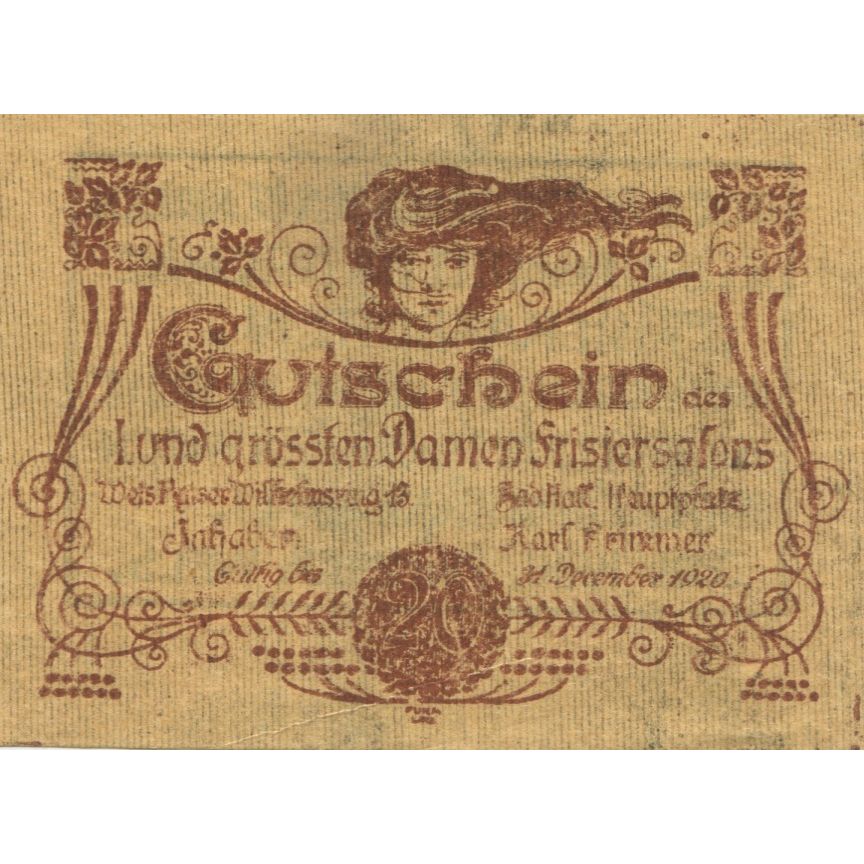 Gutschein des
I. und grössten Damen Frisiersalons
Wels, Kaiser Wilhelmsring 13. Bad Hall, Hauptplatz
Inhaber: Karl Frimmer
Gültig bis 31. December 1920
20